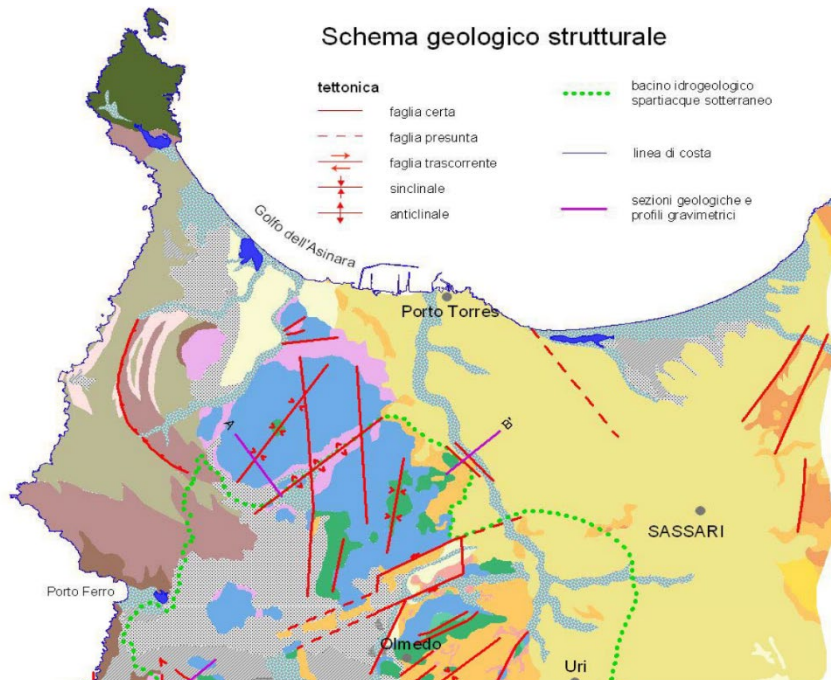 Schema geologico strutturale
tettonica
faglia certa
faglia presunta
faglia trascorrente
sinclinale
anticlinale
bacino idrogeologico
spartiacque sotterraneo
linea di costa
sezioni geologiche e
profili gravimetrici
Golfo dell'Asinara
Porto Torres
A
B'
SASSARI
Porto Ferro
Olmedo
Uri